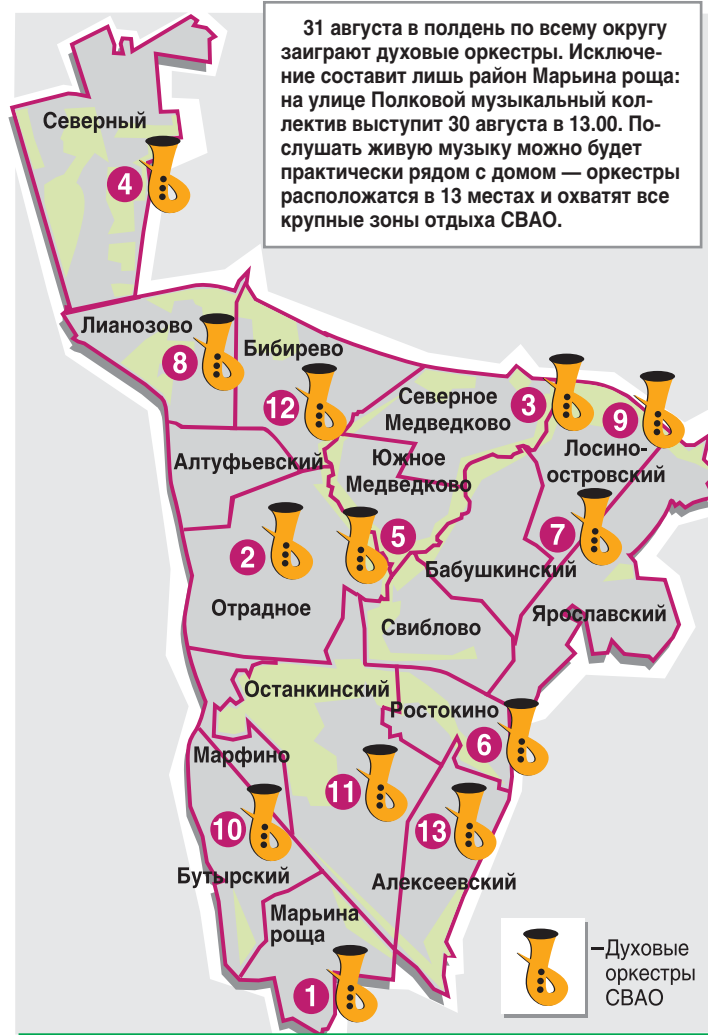 31 августа в полдень по всему округу
заиграют духовые оркестры. Исключе-
ние составит лишь район Марьина роща:
на улице Полковой музыкальный кол-
лектив выступит 30 августа в 13.00. По-
слушать живую музыку можно будет
практически рядом с домом — оркестры
расположатся в 13 местах и охватят все
крупные зоны отдыха СВАО.
Северный
4
Лианозово
8
Бибирево
12
Северное
Медведково
3
9
Лосино-
островский
Алтуфьевский
Южное
Медведково
7
2
5
Отрадное
Бабушкинский
Свиблово
Ярославский
Останкинский
Ростокино
6
Марфино
11
10
13
Бутырский
Алексеевский
Марьина
роща
1
–Духовые
оркестры
СВАО